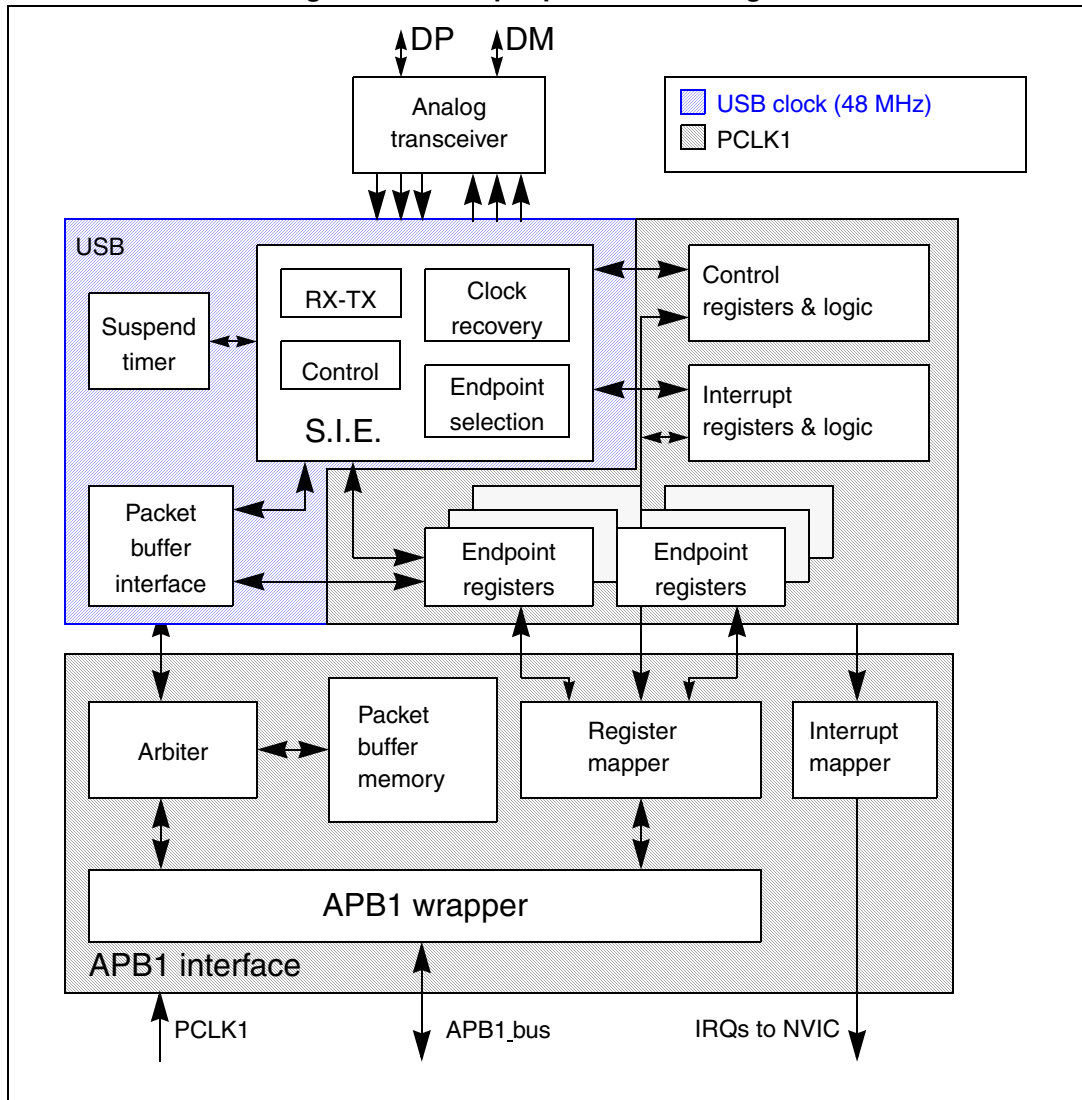 DP
DM
Analog
transceiver
USB clock (48 MHz)
PCLK1
USB
RX-TX
Clock
recovery
Control
registers & logic
Suspend
timer
Control
Endpoint
selection
S.I.E.
Interrupt
registers & logic
Packet
buffer
interface
Endpoint
registers
Endpoint
registers
Arbiter
Packet
buffer
memory
Register
mapper
Interrupt
mapper
APB1 wrapper
APB1 interface
PCLK1
APB1_bus
IRQs to NVIC